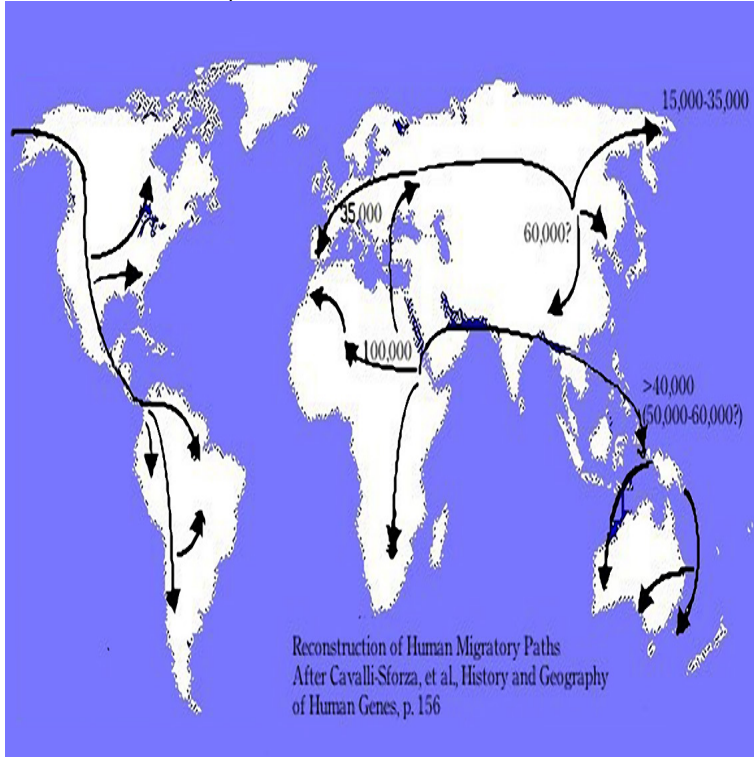 15,000-35,000
35,000
60,000?
100,000
>40,000
(50,000-60,000?)
Reconstruction of Human Migratory Paths
After Cavalli-Sforza, et al., History and Geography
of Human Genes, p. 156